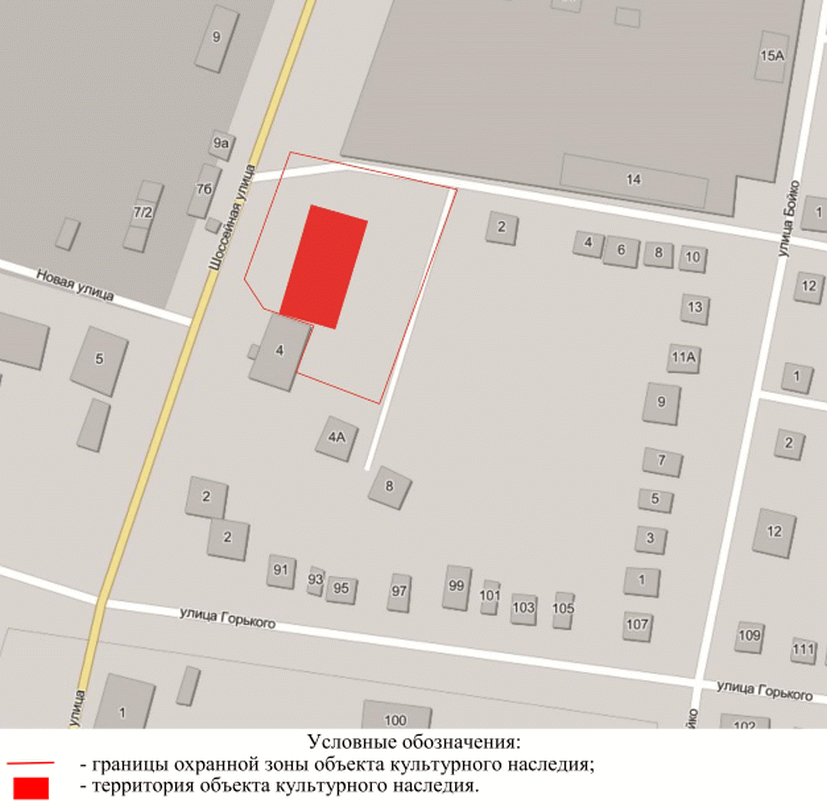 9
15А
9а
14
7б
7/2
Шоссейная улица
улица Бойко
1
2
4
6
8
10
Новая улица
12
13
5
4
11А
1
9
4А
2
7
8
5
2
12
2
3
91
93
95
97
99
101
103
105
1
107
109
111
улица Горького
улица Горького
улица
1
100
йко
102
Условные обозначения:
- границы охранной зоны объекта культурного наследия;
- территория объекта культурного наследия.